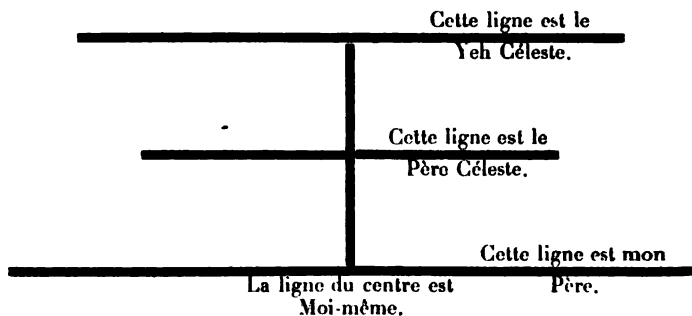 Cette ligne est le
Yeh Céleste.
Cette ligne est le
Père Céleste.
Cette ligne est mon
Père.
La ligne du centre est
Moi-même.